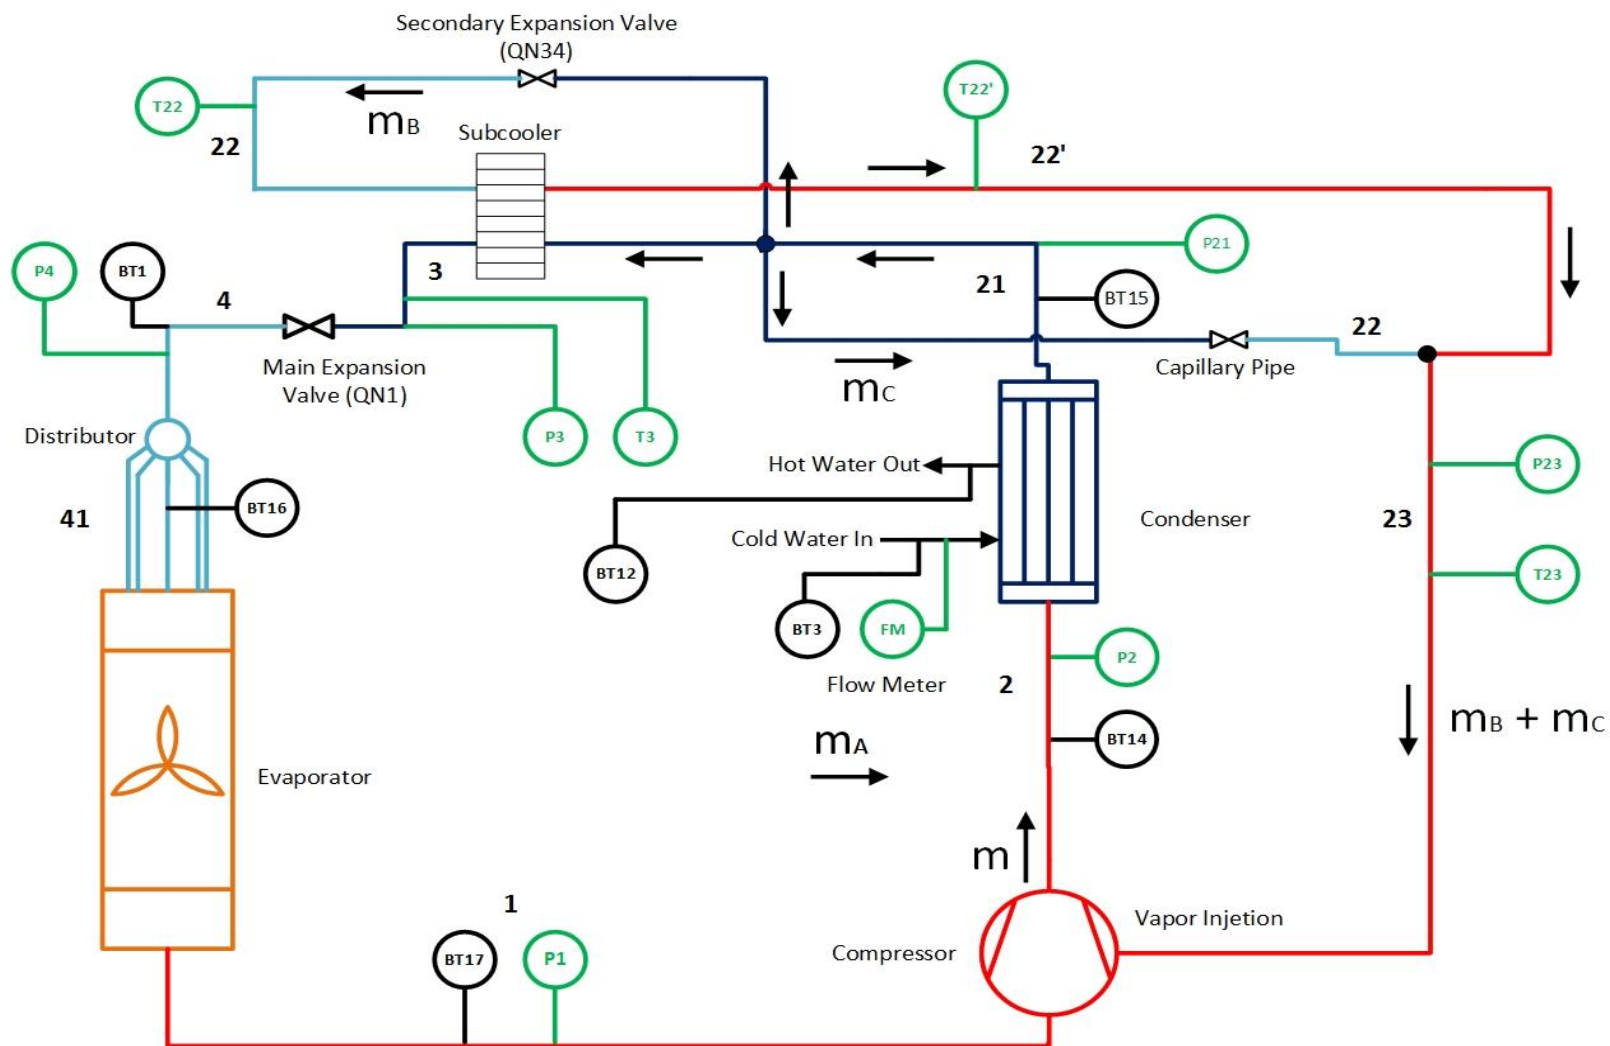 Secondary Expansion Valve
(QN34)
T22
T22'
mB
Subcooler
22
22'
P4
BT1
P21
3
4
21
BT15
22
Main Expansion
Valve (QN1)
mC
Capillary Pipe
Distributor
P3
T3
Hot Water Out
P23
41
BT16
Condenser
23
Cold Water In
BT12
T23
BT3
FM
P2
Flow Meter
2
mA
BT14
mB + mC
Evaporator
m
1
Vapor Injetion
BT17
P1
Compressor